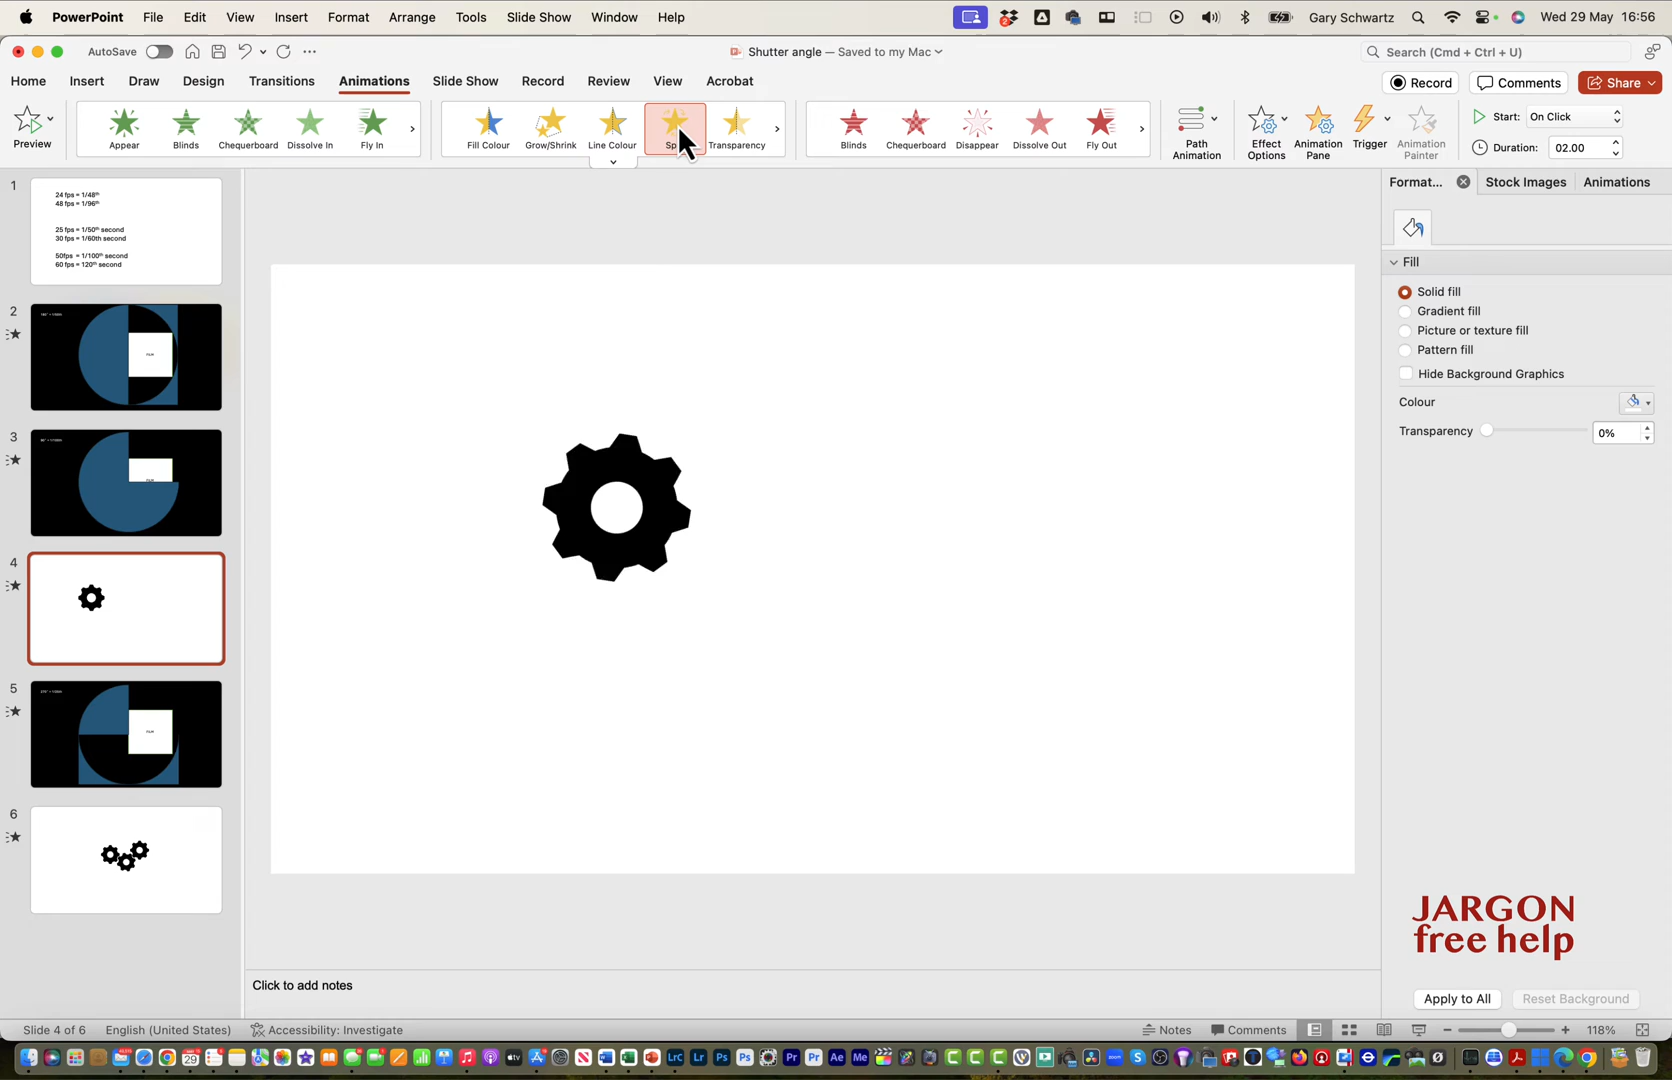 PowerPoint File Edit View Insert Format Arrange Tools Slide Show Window Help
2 Gary Schwartz Wed 29 May 16:56
AutoSave Shutter angle — Saved to my Mac Search (Cmd + Ctrl + U)
Home Insert Draw Design Transitions Animations Slide Show Record Review View Acrobat Record Comments Share
Preview Appear Blinds Chequerboard Dissolve In Fly In Fill Colour Grow/Shrink Line Colour Transparency Blinds Chequerboard Disappear Dissolve Out Fly Out
Path Animation
Effect Options
Animation Pane
Trigger
Animation Painter
Start: On Click
Duration: 02.00
1
24 fps = 1/48th
48 fps = 1/96th
25 fps = 1/50th second
30 fps = 1/60th second
50fps = 1/100th second
60 fps = 120th second
2
3
4
5
6
Format... Stock Images Animations
Fill
Solid fill
Gradient fill
Picture or texture fill
Pattern fill
Hide Background Graphics
Colour
Transparency 0%
JARGON
free help
Apply to All Reset Background
Click to add notes
Slide 4 of 6 English (United States) Accessibility: Investigate Notes Comments 118%